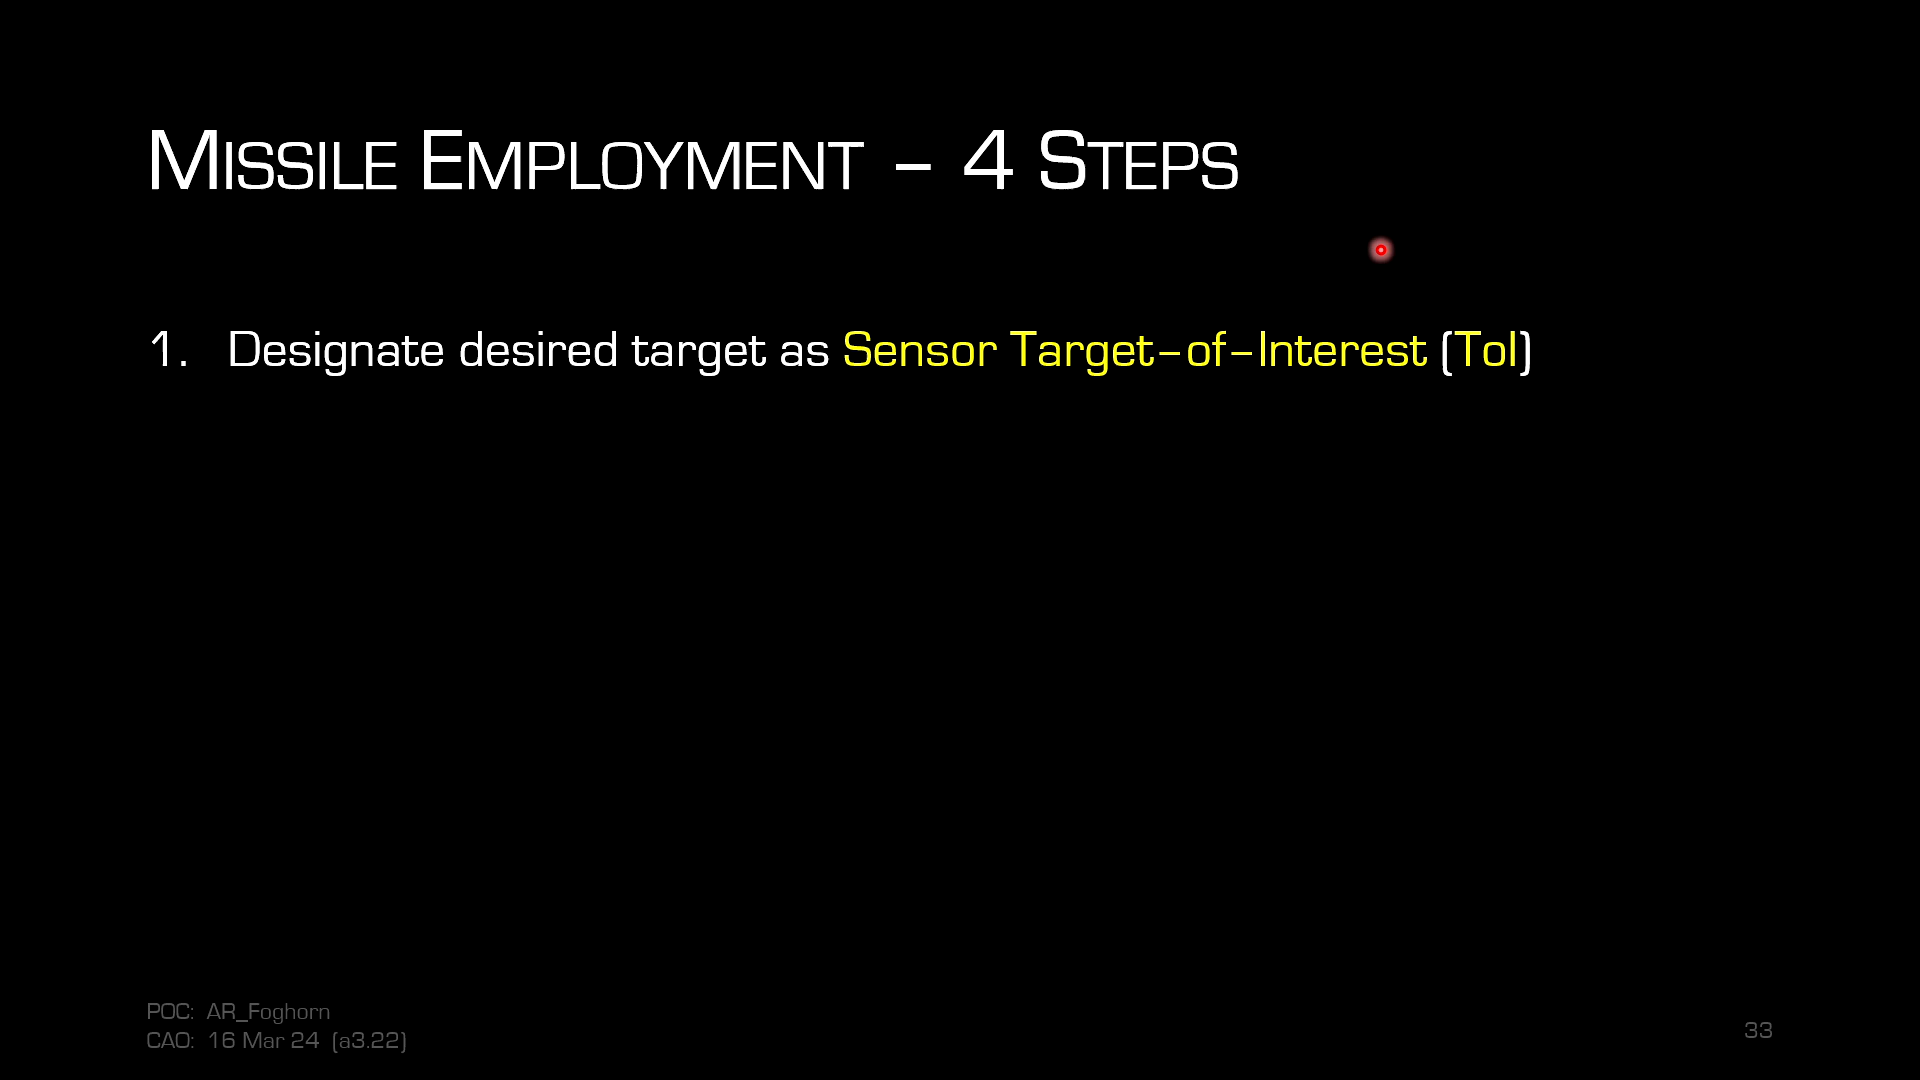 Missile Employment – 4 Steps
1. Designate desired target as Sensor Target-of-Interest (ToI)
POC: AR_Foghorn
CAO: 16 Mar 24 (a3.22)
33